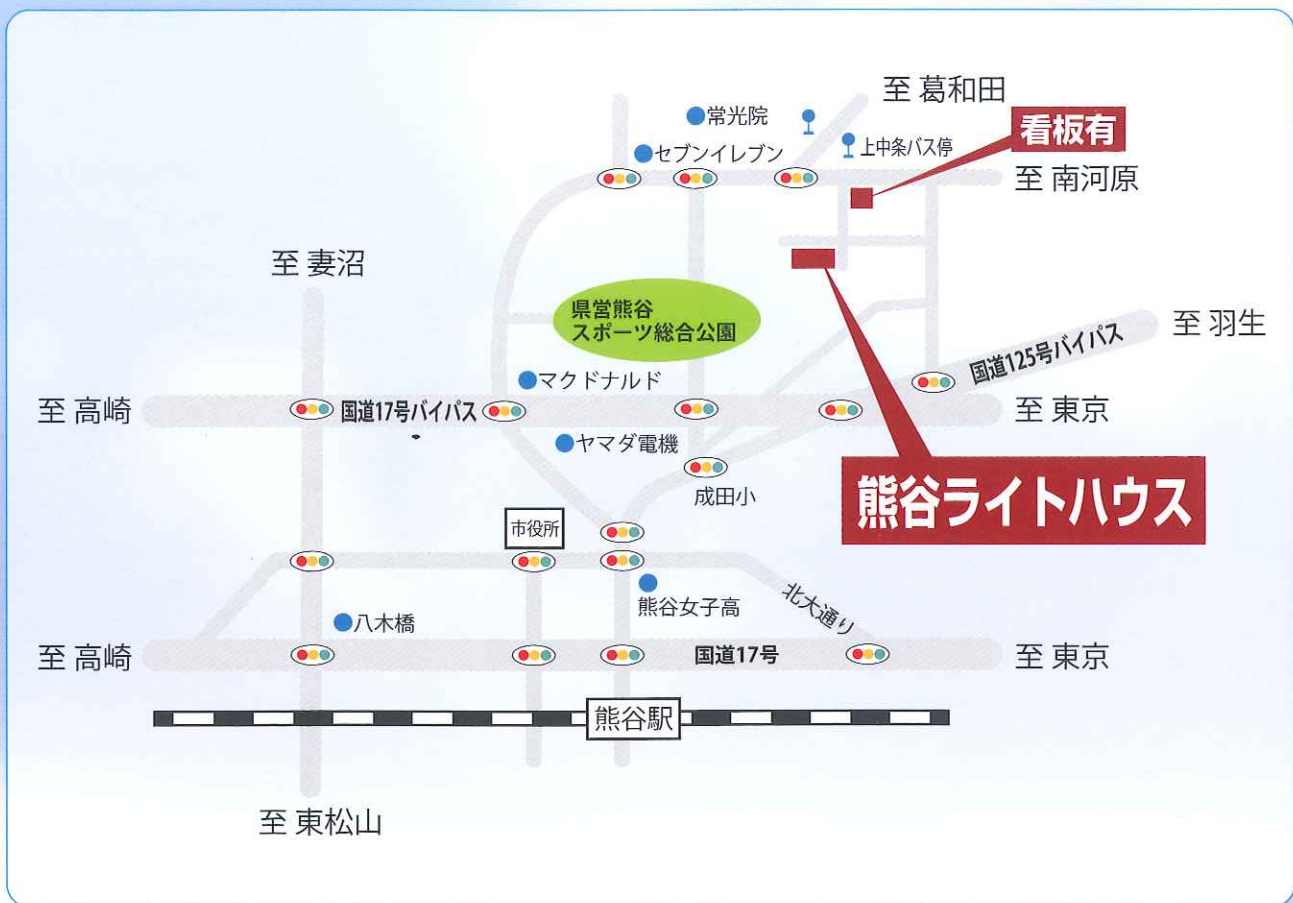 至 葛和田
常光院
看板有
セブンイレブン
上中条バス停
至 南河原
至 妻沼
県営熊谷
スポーツ総合公園
至 羽生
国道125号バイパス
マクドナルド
至 高崎
国道17号バイパス
至 東京
ヤマダ電機
成田小
熊谷ライトハウス
市役所
熊谷女子高
北大通り
八木橋
至 高崎
国道17号
至 東京
熊谷駅
至 東松山